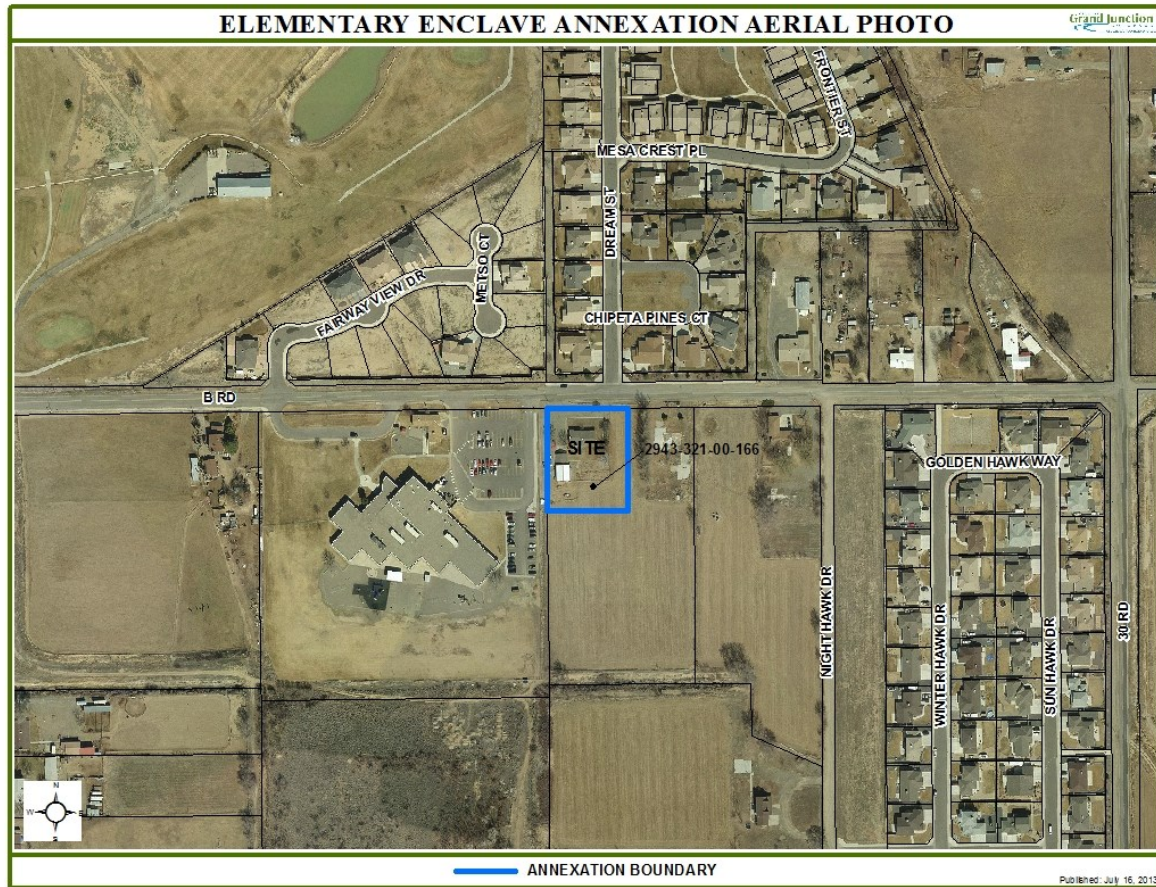 ELEMENTARY ENCLAVE ANNEXATION AERIAL PHOTO
Grand Junction
FRONTIER ST
MESA CREST PL
DREAM ST
METSO CT
FAIRWAY VIEW DR
CHIPETA PINES CT
B RD
SITE
2943-321-00-166
GOLDEN HAWK WAY
NIGHT HAWK DR
WINTER HAWK DR
SUN HAWK DR
30 RD
N
W
E
S
ANNEXATION BOUNDARY
Published: July 16, 2013